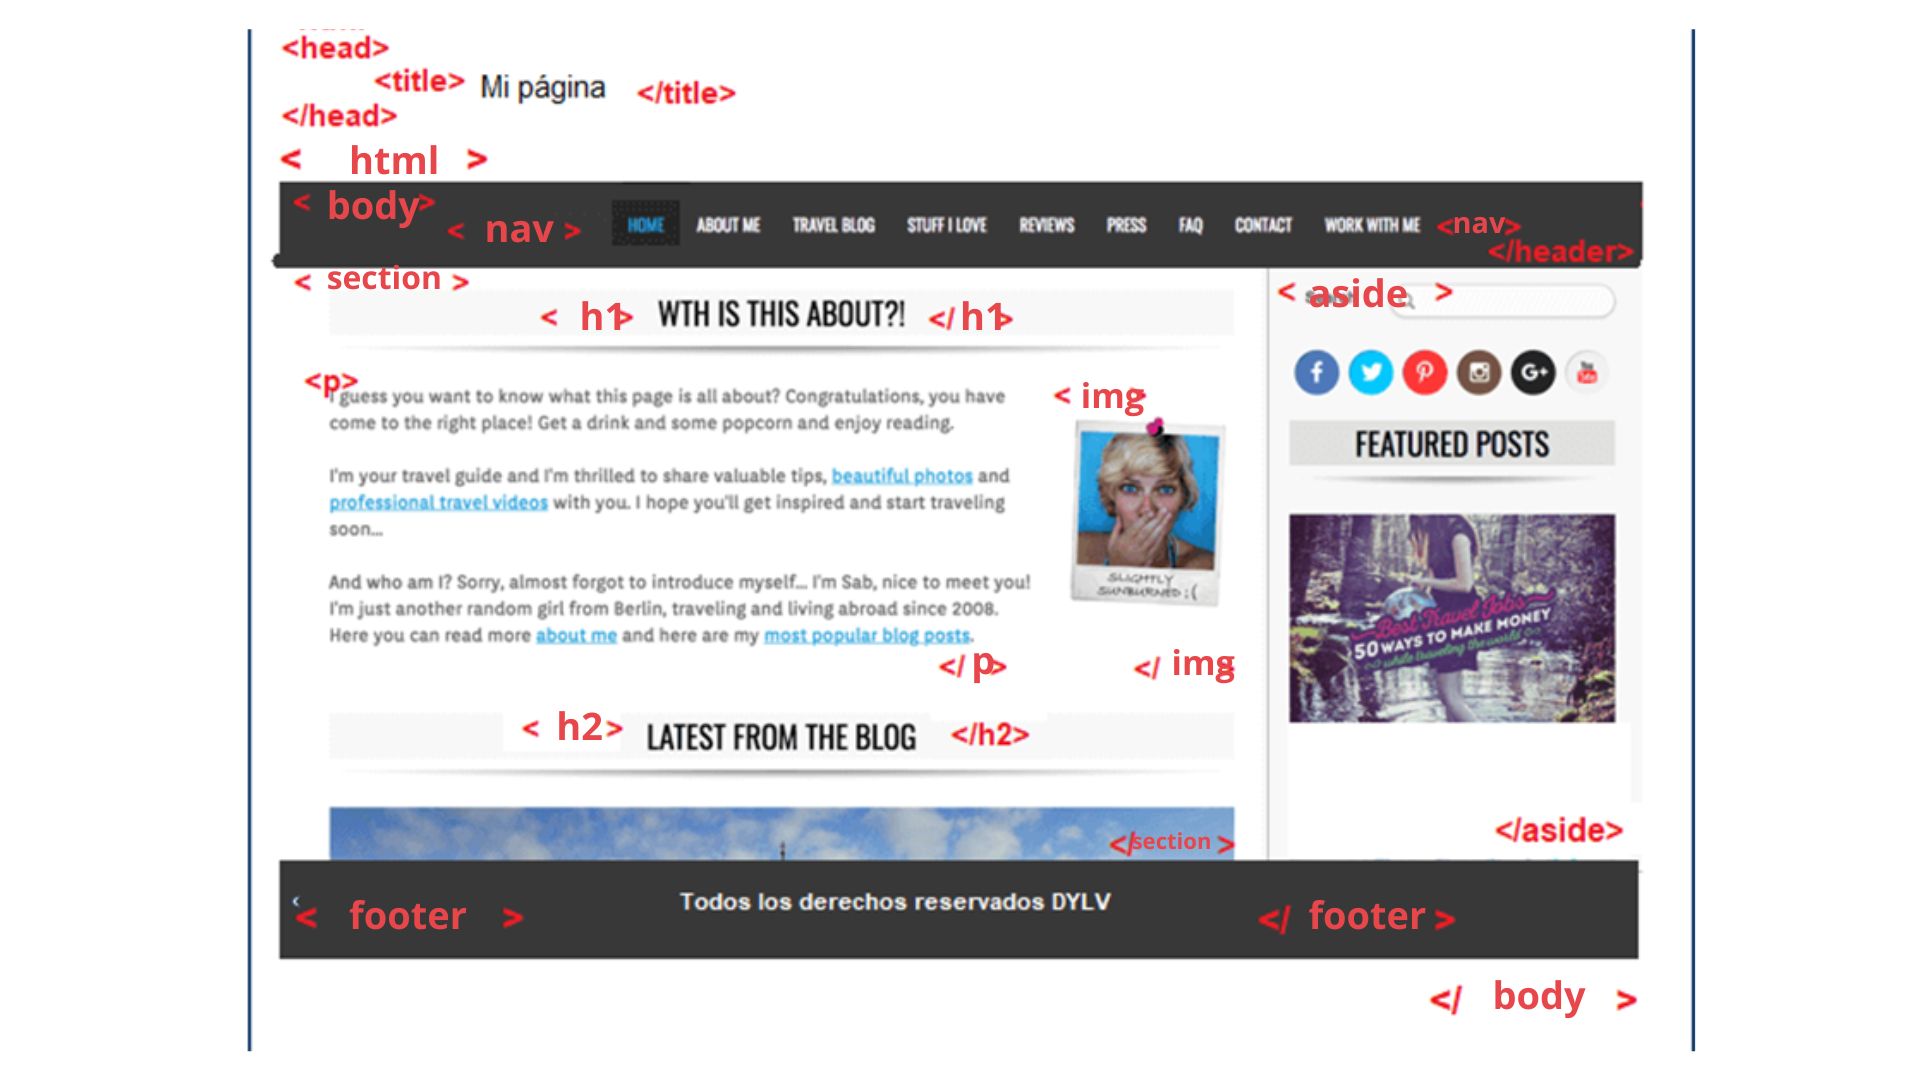 <head>
<title> Mi página </title>
</head>
< html >
< body>
< nav > HOME ABOUT ME TRAVEL BLOG STUFF I LOVE REVIEWS PRESS FAQ CONTACT WORK WITH ME <nav>
</header>
< section >
< h1> WTH IS THIS ABOUT?! </ h1>
<p>
I guess you want to know what this page is all about? Congratulations, you have
come to the right place! Get a drink and some popcorn and enjoy reading.
I'm your travel guide and I'm thrilled to share valuable tips, beautiful photos and
professional travel videos with you. I hope you'll get inspired and start traveling
soon...
And who am I? Sorry, almost forgot to introduce myself... I'm Sab, nice to meet you!
I'm just another random girl from Berlin, traveling and living abroad since 2008.
Here you can read more about me and here are my most popular blog posts.
</ p>
< img>
SLIGHTLY
SUNBURNED :(
</ img>
< h2> LATEST FROM THE BLOG </h2>
</section >
< aside >
You
Tube
FEATURED POSTS
Best Travel Jobs
50 WAYS TO MAKE MONEY
while traveling the world
</aside>
< footer > Todos los derechos reservados DYLV </ footer >
</ body >